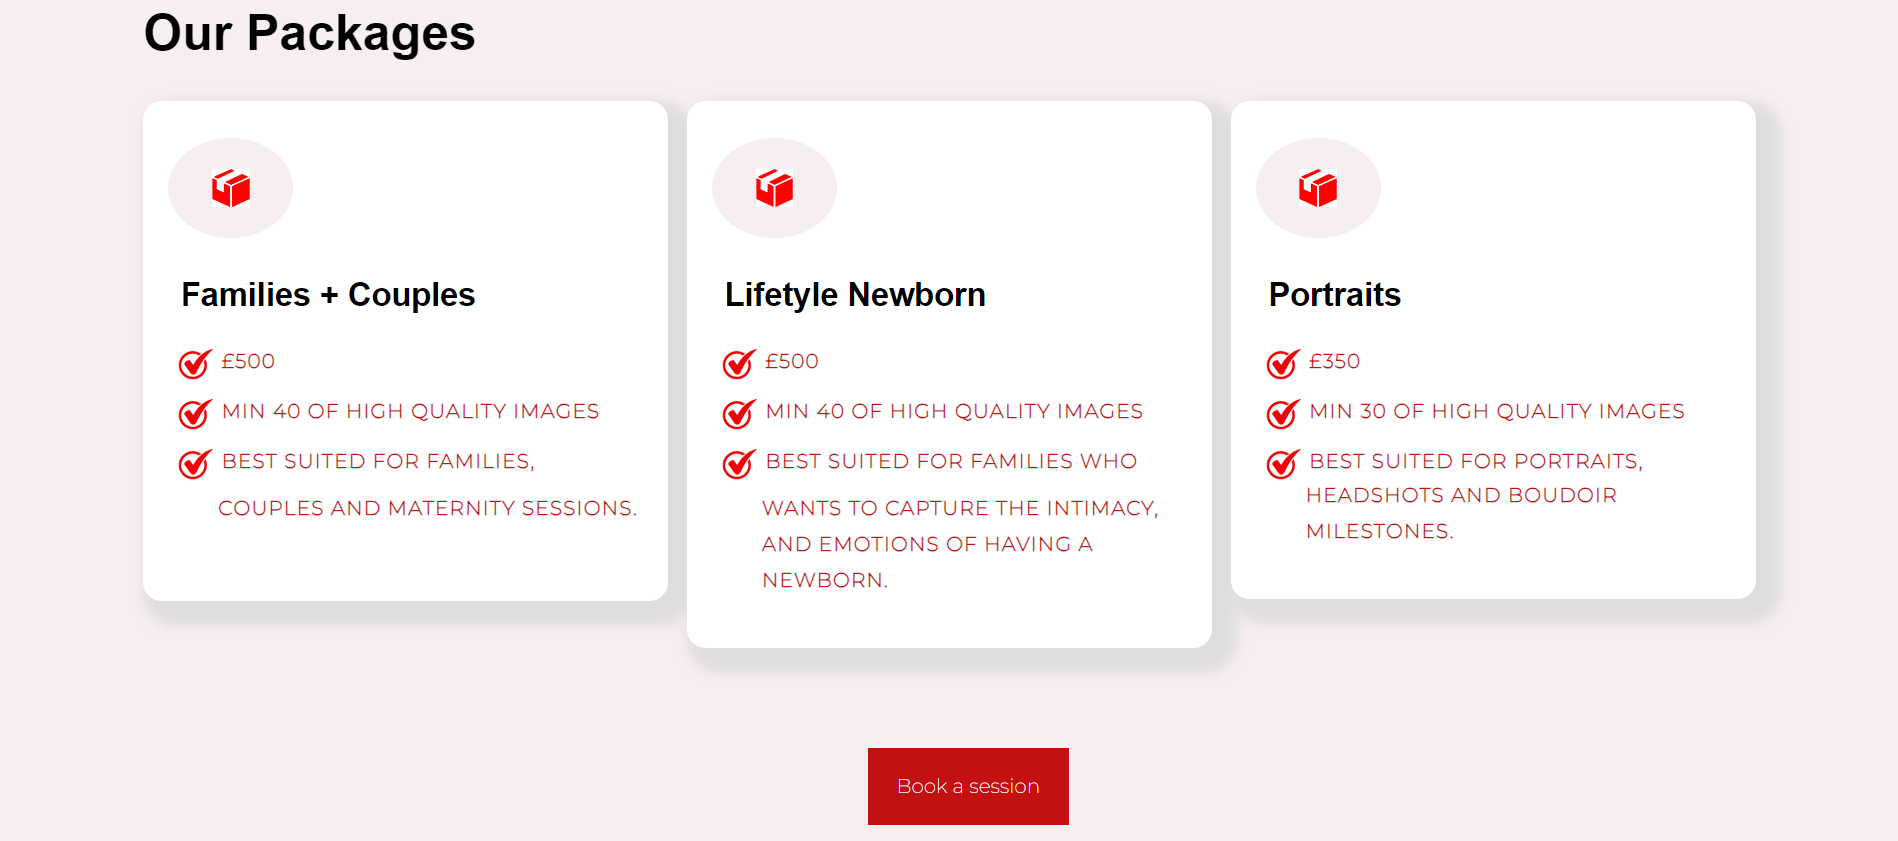 Our Packages
Families + Couples
£500
MIN 40 OF HIGH QUALITY IMAGES
BEST SUITED FOR FAMILIES,
COUPLES AND MATERNITY SESSIONS.
Lifetyle Newborn
£500
MIN 40 OF HIGH QUALITY IMAGES
BEST SUITED FOR FAMILIES WHO
WANTS TO CAPTURE THE INTIMACY,
AND EMOTIONS OF HAVING A
NEWBORN.
Portraits
£350
MIN 30 OF HIGH QUALITY IMAGES
BEST SUITED FOR PORTRAITS,
HEADSHOTS AND BOUDOIR
MILESTONES.
Book a session